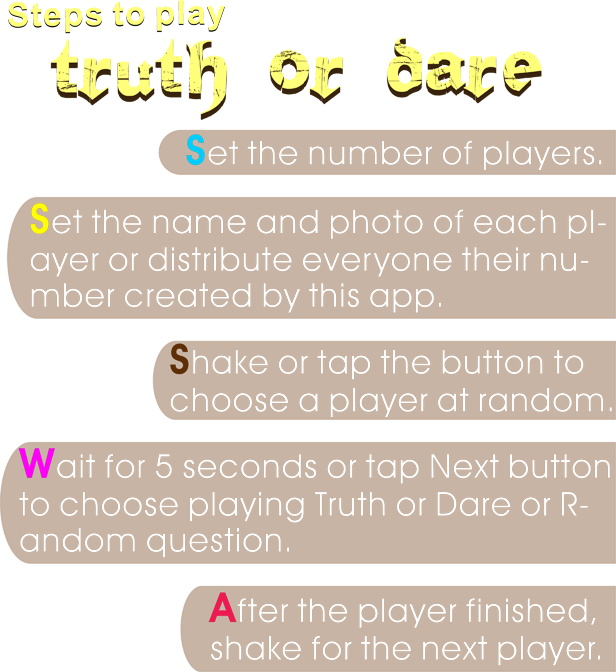 Steps to play
truth or dare
Set the number of players.
Set the name and photo of each pl-
ayer or distribute everyone their nu-
mber created by this app.
Shake or tap the button to
choose a player at random.
Wait for 5 seconds or tap Next button
to choose playing Truth or Dare or R-
andom question.
After the player finished,
shake for the next player.